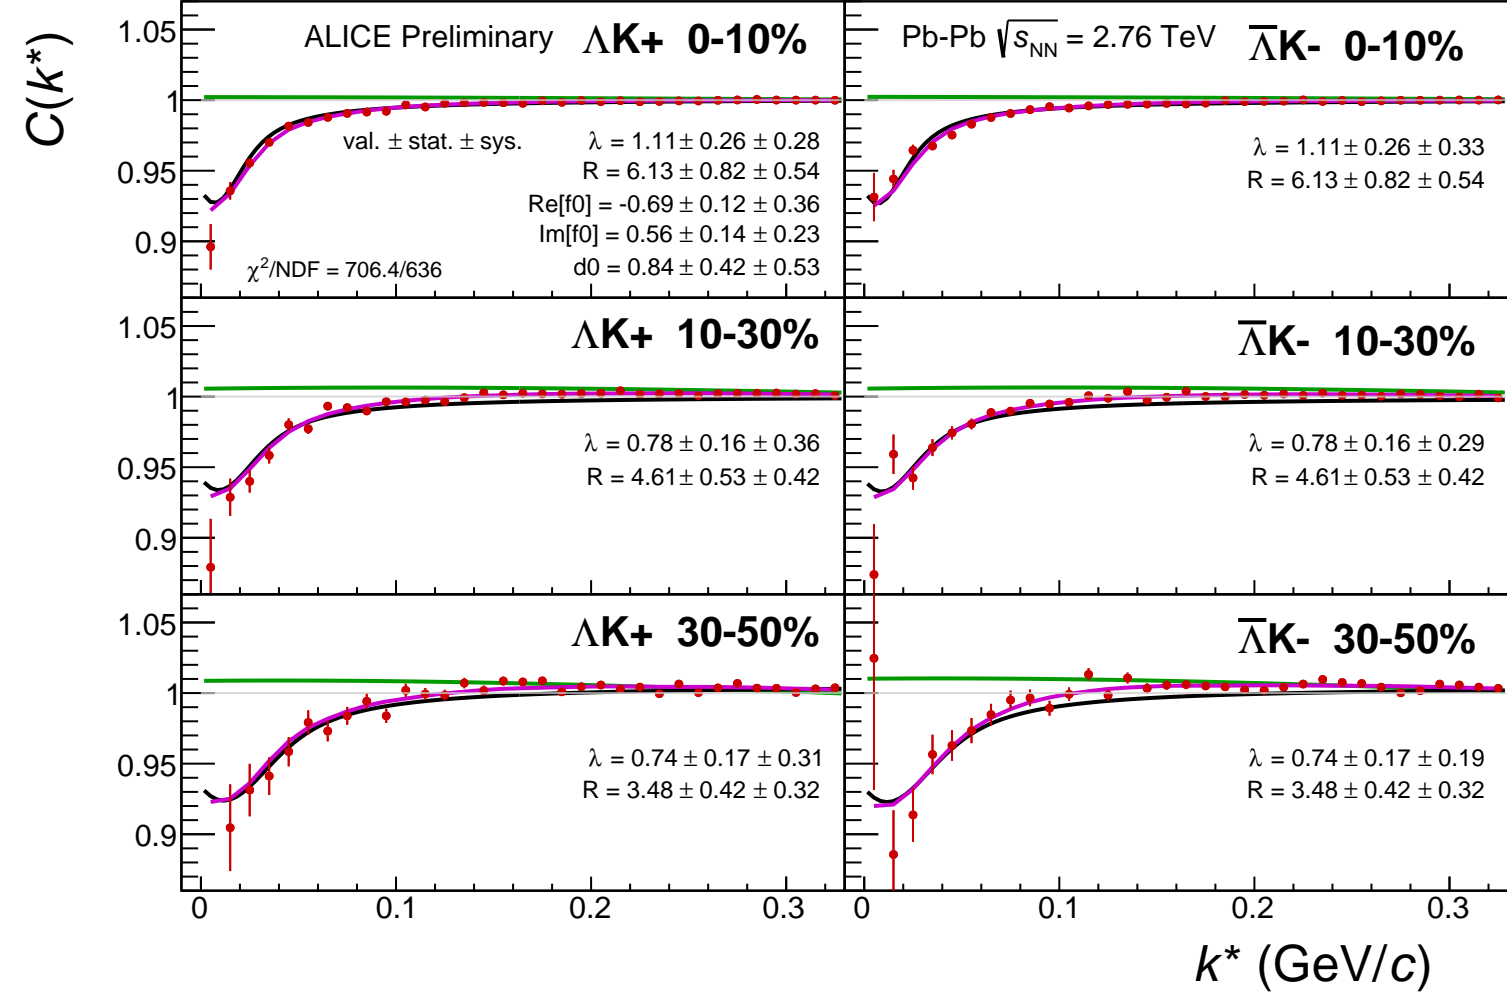 C(k*)
ALICE Preliminary ΛK+ 0-10%
1.05
1
0.95
0.9
val. ± stat. ± sys.
λ = 1.11 ± 0.26 ± 0.28
R = 6.13 ± 0.82 ± 0.54
Re[f0] = -0.69 ± 0.12 ± 0.36
Im[f0] = 0.56 ± 0.14 ± 0.23
d0 = 0.84 ± 0.42 ± 0.53
χ²/NDF = 706.4/636
Pb-Pb √s_NN = 2.76 TeV Λ̅K- 0-10%
λ = 1.11 ± 0.26 ± 0.33
R = 6.13 ± 0.82 ± 0.54
ΛK+ 10-30%
1.05
1
0.95
0.9
λ = 0.78 ± 0.16 ± 0.36
R = 4.61 ± 0.53 ± 0.42
Λ̅K- 10-30%
λ = 0.78 ± 0.16 ± 0.29
R = 4.61 ± 0.53 ± 0.42
ΛK+ 30-50%
1.05
1
0.95
0.9
λ = 0.74 ± 0.17 ± 0.31
R = 3.48 ± 0.42 ± 0.32
Λ̅K- 30-50%
λ = 0.74 ± 0.17 ± 0.19
R = 3.48 ± 0.42 ± 0.32
0 0.1 0.2 0.3 0 0.1 0.2 0.3
k* (GeV/c)